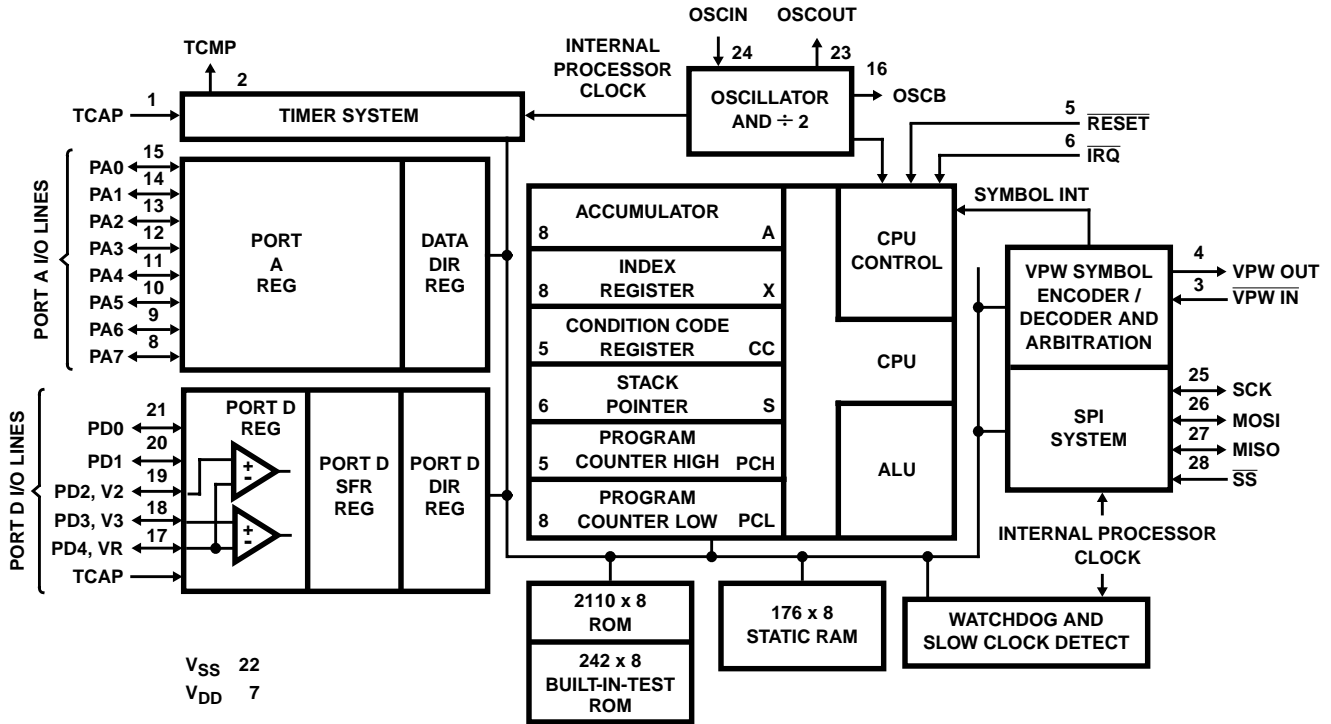 OSCIN
OSCOUT
24
23
TCMP
2
INTERNAL
PROCESSOR
CLOCK
OSCILLATOR
AND ÷ 2
16
OSCB
1
TCAP
TIMER SYSTEM
5
RESET
6
IRQ
PORT A I/O LINES
15
PA0
14
PA1
13
PA2
12
PA3
11
PA4
10
PA5
9
PA6
8
PA7
PORT
A
REG
DATA
DIR
REG
ACCUMULATOR
8 A
INDEX
REGISTER
8 X
CONDITION CODE
REGISTER
5 CC
STACK
POINTER
6 S
PROGRAM
COUNTER HIGH
5 PCH
PROGRAM
COUNTER LOW
8 PCL
CPU
CONTROL
CPU
ALU
SYMBOL INT
VPW SYMBOL
ENCODER /
DECODER AND
ARBITRATION
4
VPW OUT
3
VPW IN
SPI
SYSTEM
25
SCK
26
MOSI
27
MISO
28
SS
PORT D I/O LINES
21
PD0
20
PD1
19
PD2, V2
18
PD3, V3
17
PD4, VR
TCAP
PORT D
REG
+
-
+
-
PORT D
SFR
REG
PORT D
DIR
REG
INTERNAL PROCESSOR
CLOCK
2110 x 8
ROM
242 x 8
BUILT-IN-TEST
ROM
176 x 8
STATIC RAM
WATCHDOG AND
SLOW CLOCK DETECT
VSS 22
VDD 7